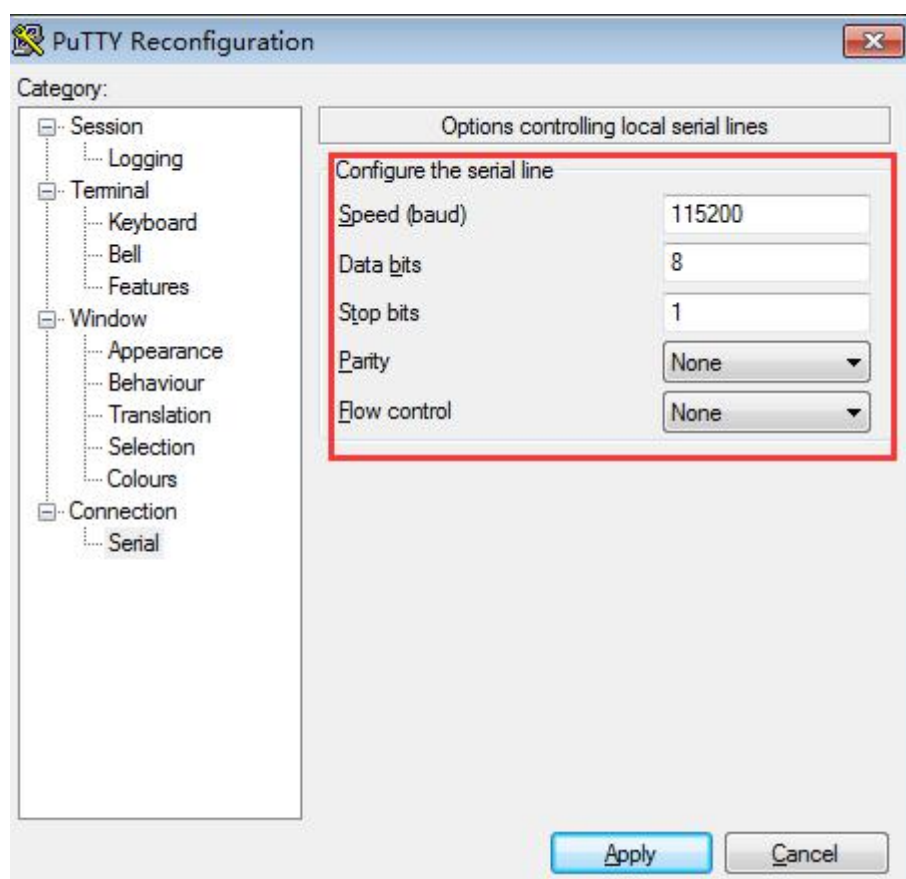 PuTTY Reconfiguration
Category:
Session
Logging
Terminal
Keyboard
Bell
Features
Window
Appearance
Behaviour
Translation
Selection
Colours
Connection
Serial
Options controlling local serial lines
Configure the serial line
Speed (baud) 115200
Data bits 8
Stop bits 1
Parity None
Flow control None
Apply Cancel